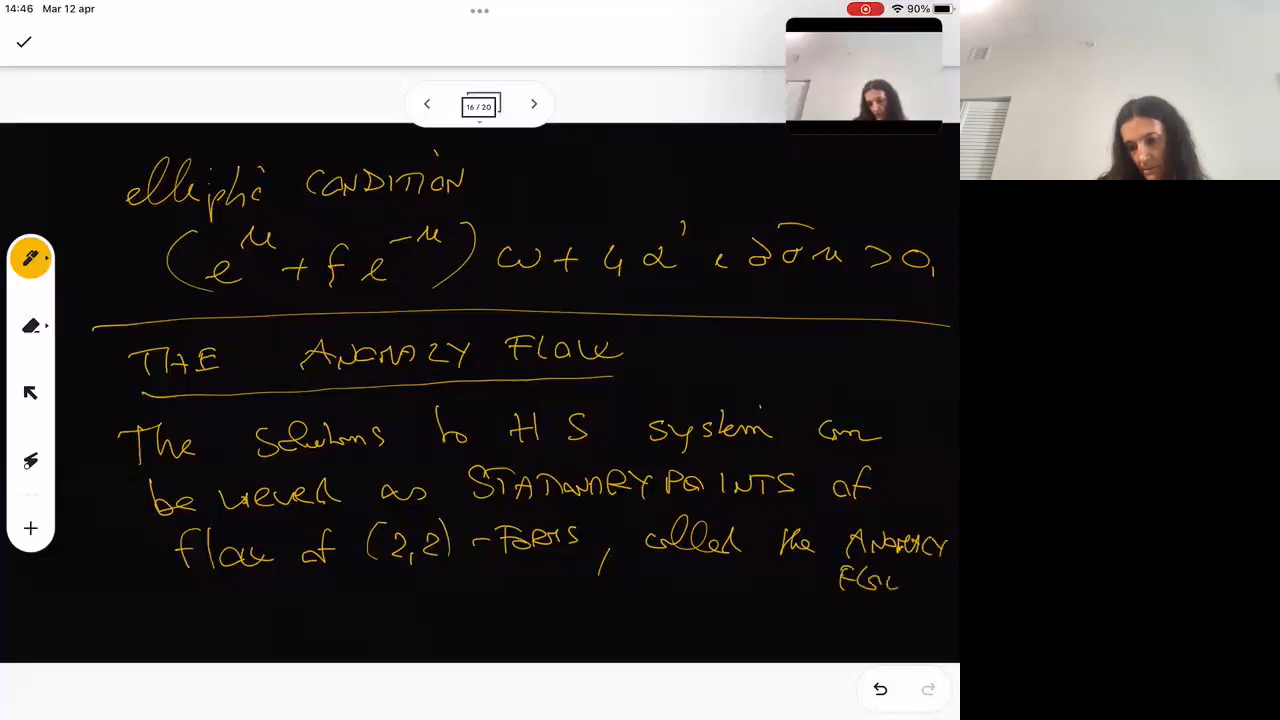 14:46 Mar 12 apr
90%
16 / 20
elliptic CONDITION
(e^u + f e^-u) ω + 4 α' i ∂∂̄u > 0,
THE ANOMALY FLOW
The solutions to HS system can
be viewed as STATIONARY POINTS of
flow of (2,2)-FORMS, called the ANOMALY
FLOW